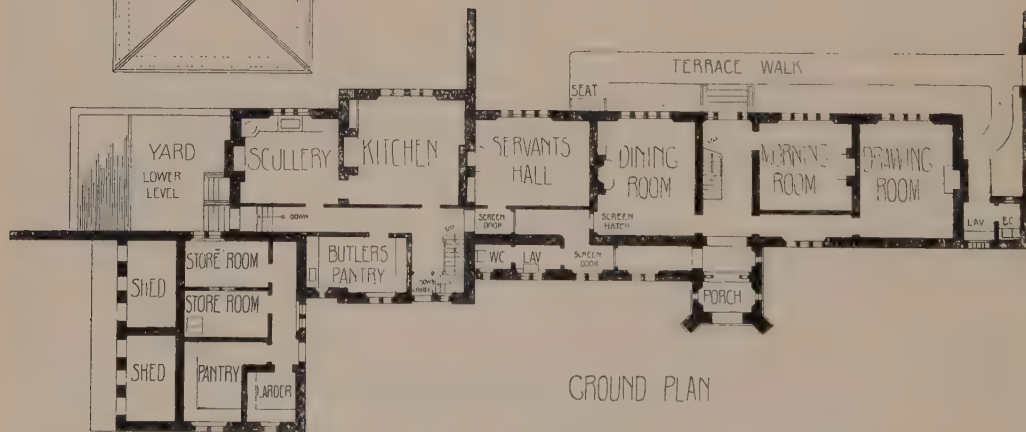 TERRACE WALK
SEAT
YARD
LOWER
LEVEL
SCULLERY
KITCHEN
SERVANTS
HALL
DINING
ROOM
MORNING
ROOM
DRAWING
ROOM
DOWN
SCREEN
DOOR
SCREEN
HATCH
UP
LAV
EC
BUTLERS
PANTRY
WC
LAV
SCREEN
DOOR
STORE ROOM
SHED
STORE ROOM
PORCH
SHED
PANTRY
LARDER
GROUND PLAN